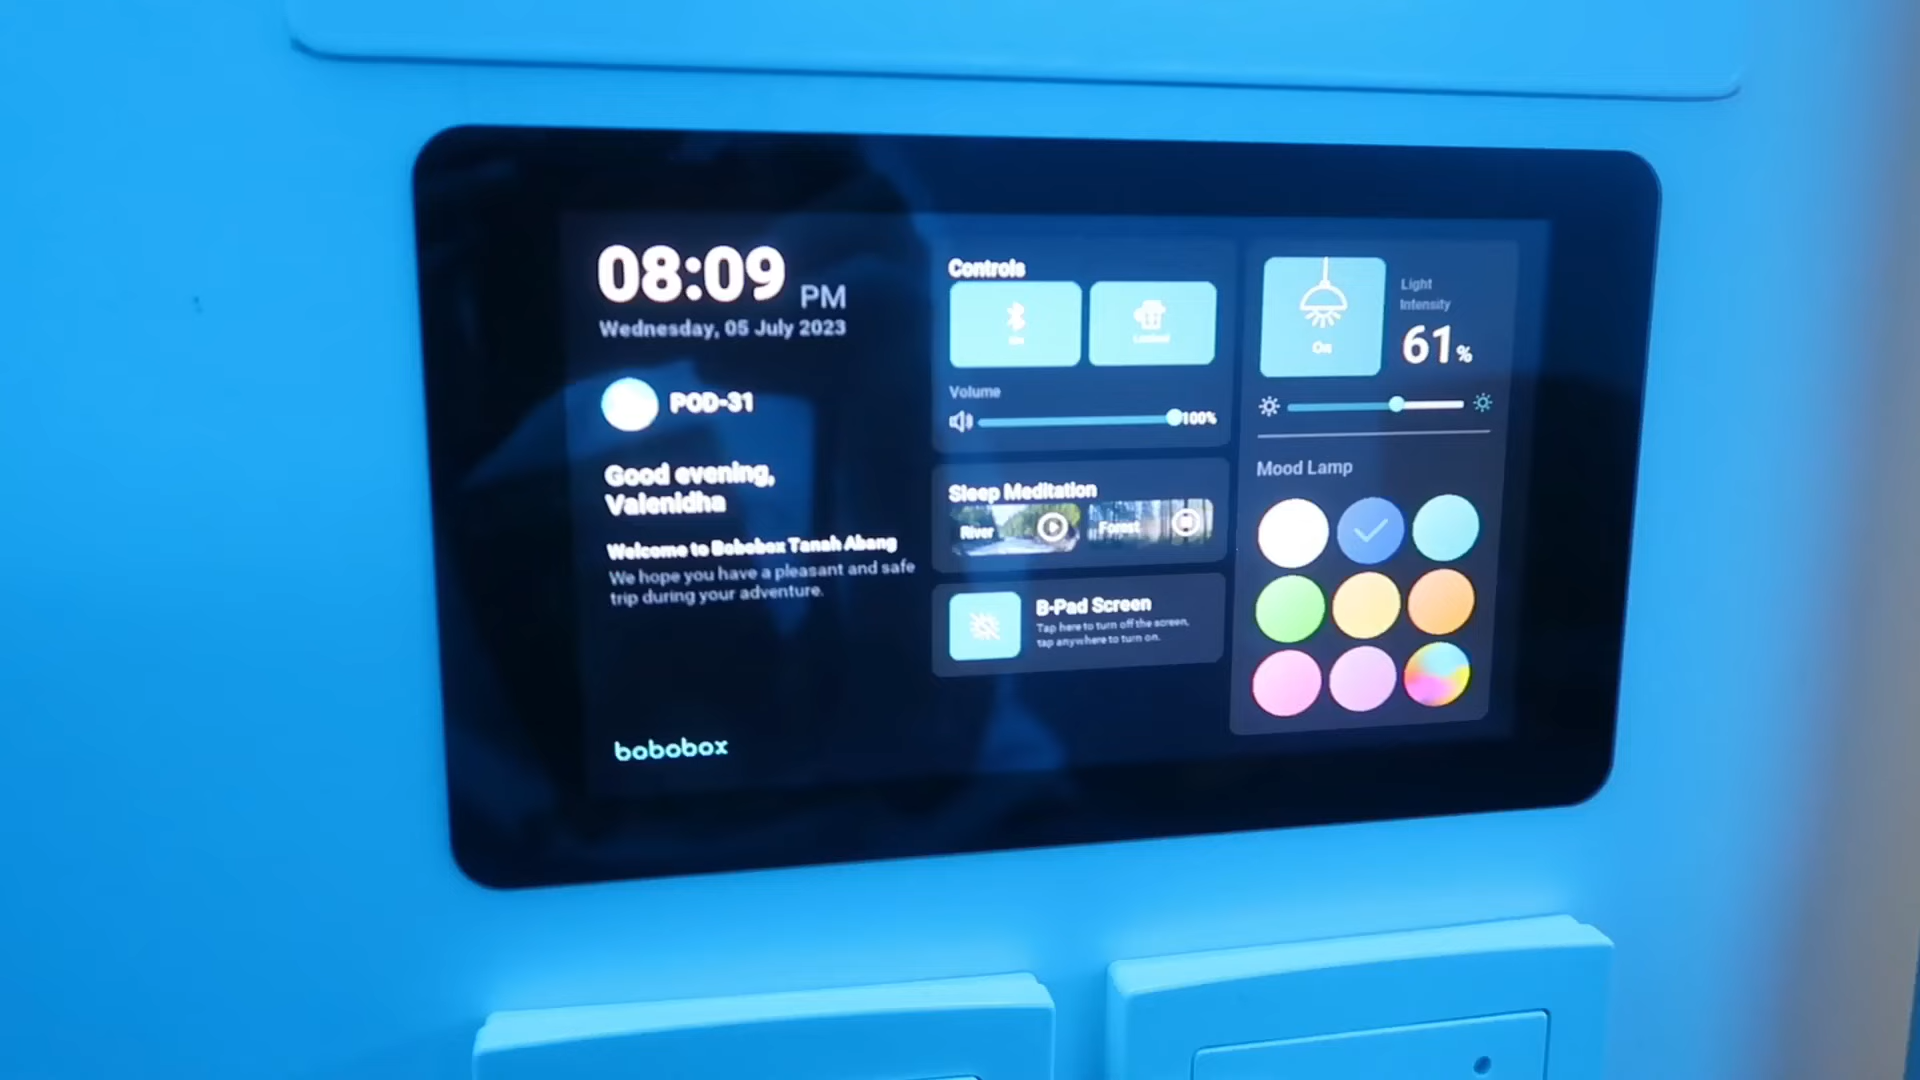 08:09 PM
Wednesday, 05 July 2023
POD-31
Good evening,
Valenidha
Welcome to Bobobox Tanah Abang
We hope you have a pleasant and safe
trip during your adventure.
bobobox
Controls
Volume
100%
Sleep Meditation
River
Forest
B-Pad Screen
Tap here to turn off the screen,
tap anywhere to turn on.
On
Light
Intensity
61%
Mood Lamp